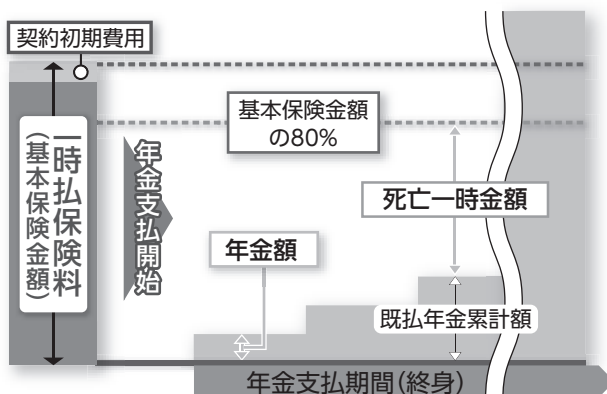 契約初期費用
一時払保険料
(基本保険金額)
年金支払開始
基本保険金額
の80%
死亡一時金額
年金額
既払年金累計額
年金支払期間(終身)